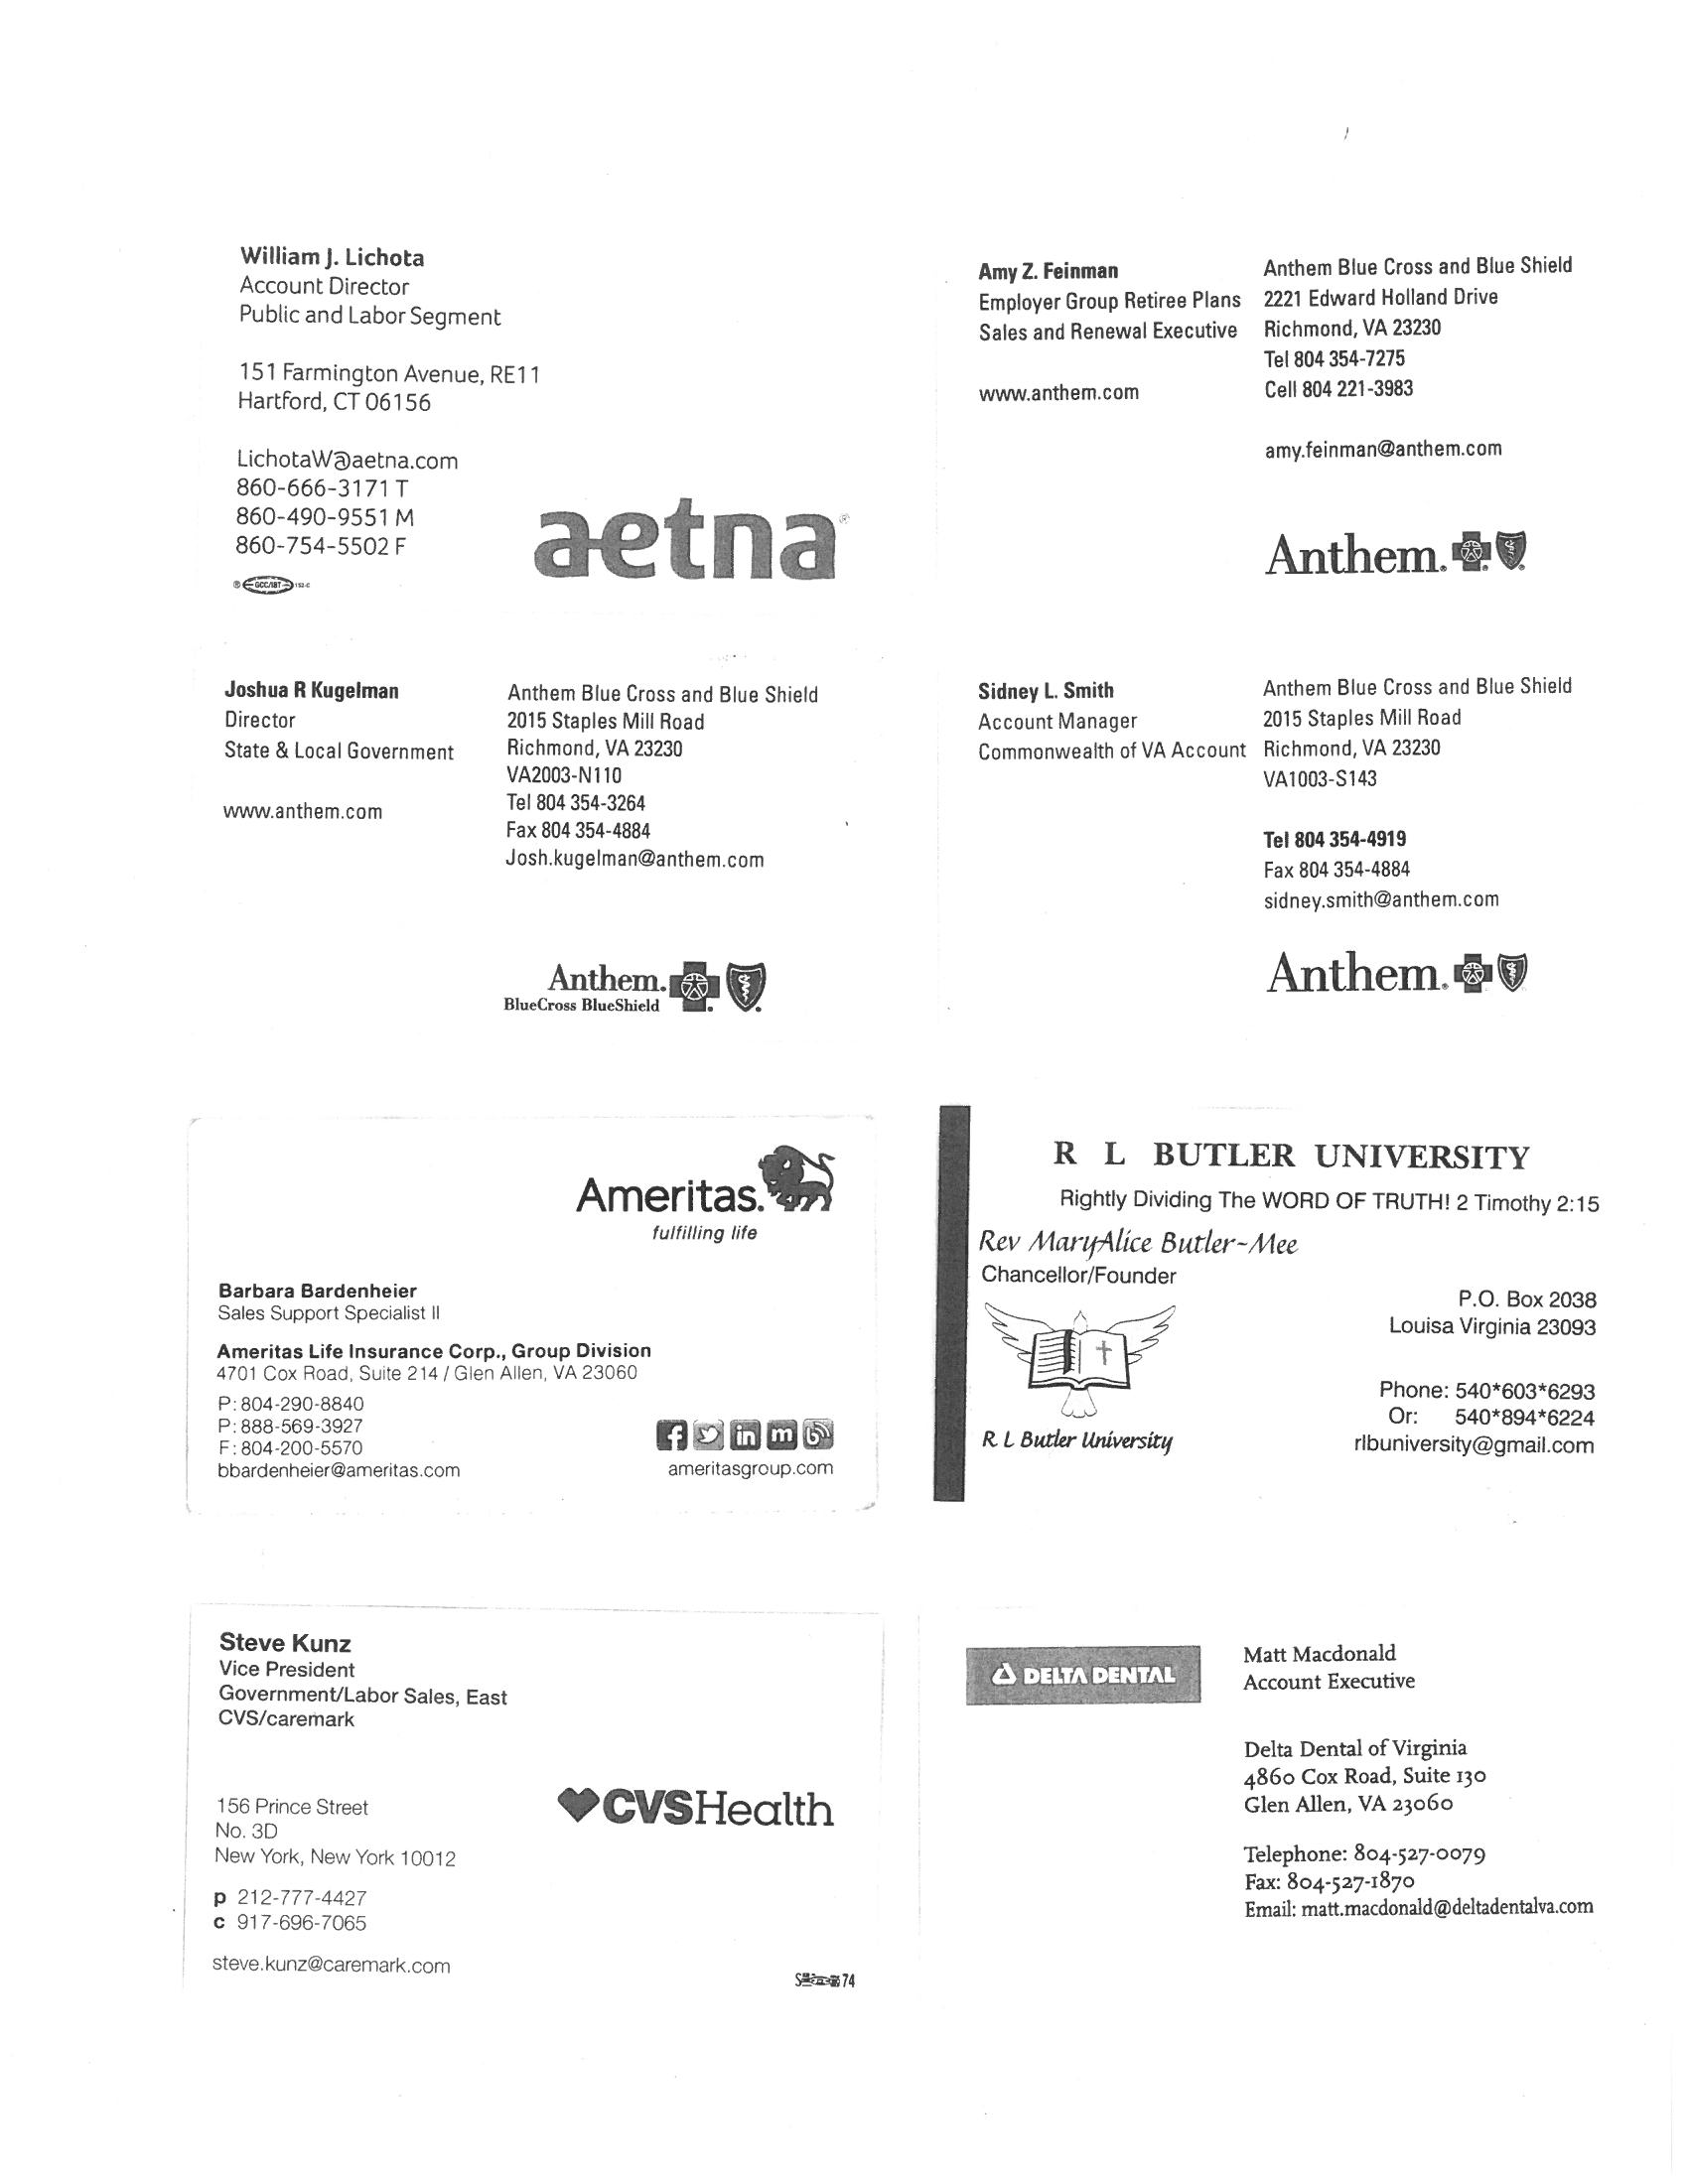 William J. Lichota
Account Director
Public and Labor Segment
151 Farmington Avenue, RE11
Hartford, CT 06156
LichotaW@aetna.com
860-666-3171 T
860-490-9551 M
860-754-5502 F
GCC/IBT 152-C
aetna®
Amy Z. Feinman
Employer Group Retiree Plans
Sales and Renewal Executive
www.anthem.com
Anthem Blue Cross and Blue Shield
2221 Edward Holland Drive
Richmond, VA 23230
Tel 804 354-7275
Cell 804 221-3983
amy.feinman@anthem.com
Anthem.
Joshua R Kugelman
Director
State & Local Government
www.anthem.com
Anthem Blue Cross and Blue Shield
2015 Staples Mill Road
Richmond, VA 23230
VA2003-N110
Tel 804 354-3264
Fax 804 354-4884
Josh.kugelman@anthem.com
Anthem.
BlueCross BlueShield
Sidney L. Smith
Account Manager
Commonwealth of VA Account
Anthem Blue Cross and Blue Shield
2015 Staples Mill Road
Richmond, VA 23230
VA1003-S143
Tel 804 354-4919
Fax 804 354-4884
sidney.smith@anthem.com
Anthem.
Ameritas.
fulfilling life
Barbara Bardenheier
Sales Support Specialist II
Ameritas Life Insurance Corp., Group Division
4701 Cox Road, Suite 214 / Glen Allen, VA 23060
P: 804-290-8840
P: 888-569-3927
F: 804-200-5570
bbardenheier@ameritas.com
ameritasgroup.com
R L BUTLER UNIVERSITY
Rightly Dividing The WORD OF TRUTH! 2 Timothy 2:15
Rev MaryAlice Butler~Mee
Chancellor/Founder
P.O. Box 2038
Louisa Virginia 23093
Phone: 540*603*6293
Or: 540*894*6224
rlbuniversity@gmail.com
R L Butler University
Steve Kunz
Vice President
Government/Labor Sales, East
CVS/caremark
156 Prince Street
No. 3D
New York, New York 10012
p 212-777-4427
c 917-696-7065
steve.kunz@caremark.com
CVSHealth
74
DELTA DENTAL
Matt Macdonald
Account Executive
Delta Dental of Virginia
4860 Cox Road, Suite 130
Glen Allen, VA 23060
Telephone: 804-527-0079
Fax: 804-527-1870
Email: matt.macdonald@deltadentalva.com